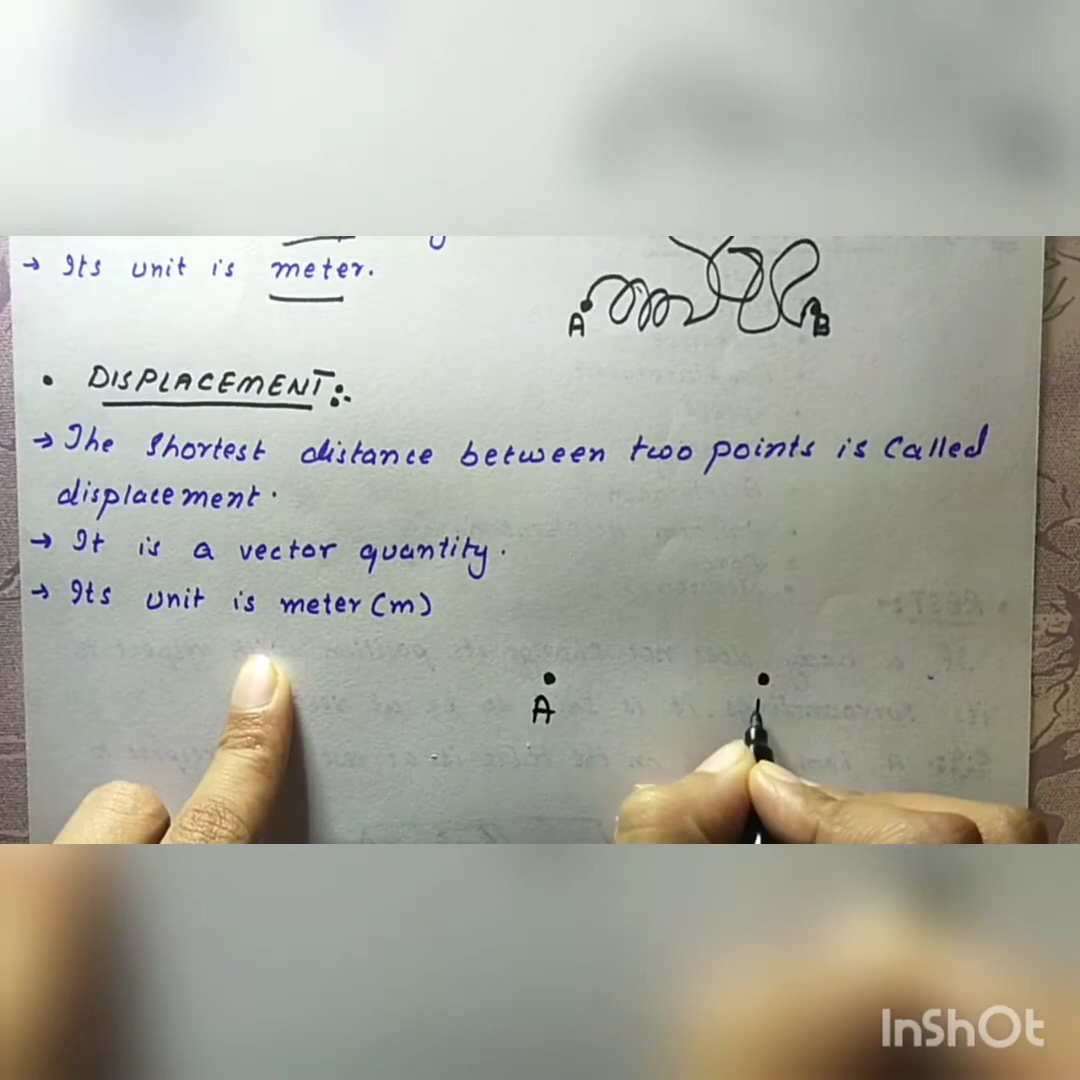 → Its unit is meter.
A B
• DISPLACEMENT:.
→ The shortest distance between two points is called
displacement.
→ It is a vector quantity.
→ Its unit is meter (m)
A
InShOt